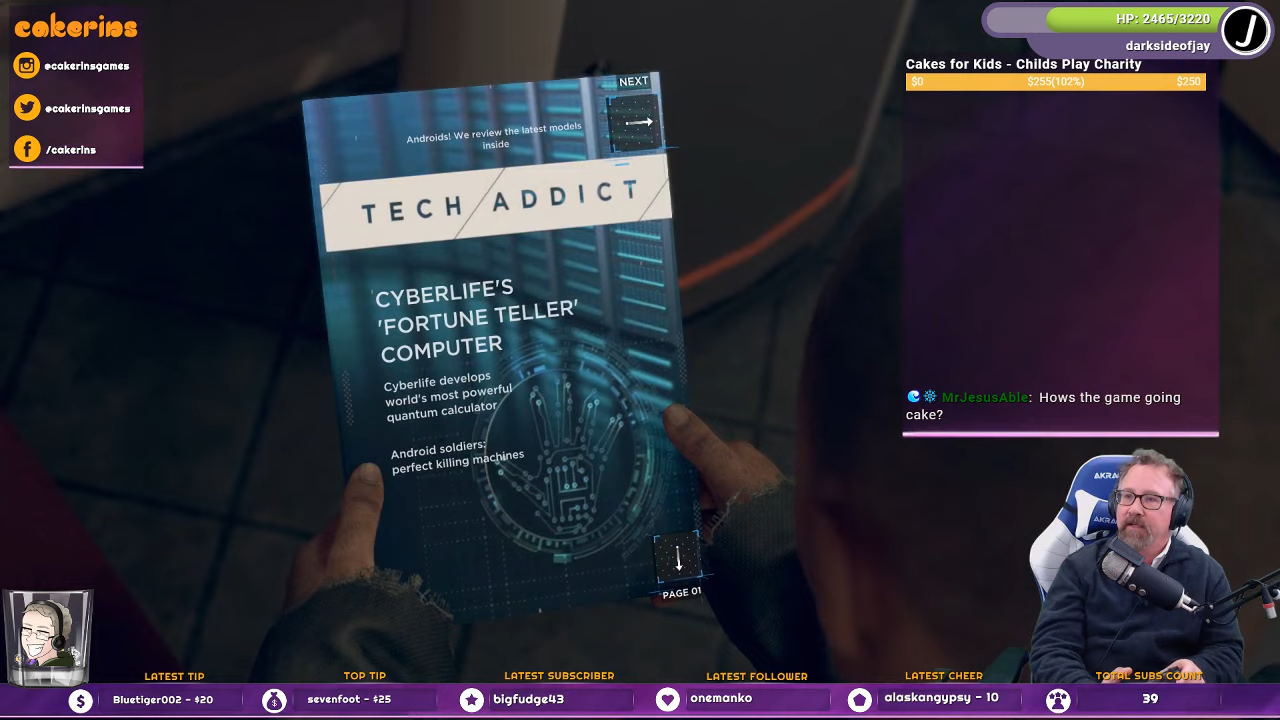 cakerins
@cakerinsgames
@cakerinsgames
/cakerins
NEXT
Androids! We review the latest models
inside
TECH ADDICT
CYBERLIFE'S
'FORTUNE TELLER'
COMPUTER
Cyberlife develops
world's most powerful
quantum calculator
Android soldiers:
perfect killing machines
PAGE 01
HP: 2465/3220
darksideofjay
J
Cakes for Kids - Childs Play Charity
$0 $255(102%) $250
MrJesusAble: Hows the game going
cake?
AKRA
AKRA
LATEST TIP
Bluetiger002 - $20
TOP TIP
sevenfoot - $25
LATEST SUBSCRIBER
bigfudge43
LATEST FOLLOWER
onemanko
LATEST CHEER
alaskangypsy - 10
TOTAL SUBS COUNT
39